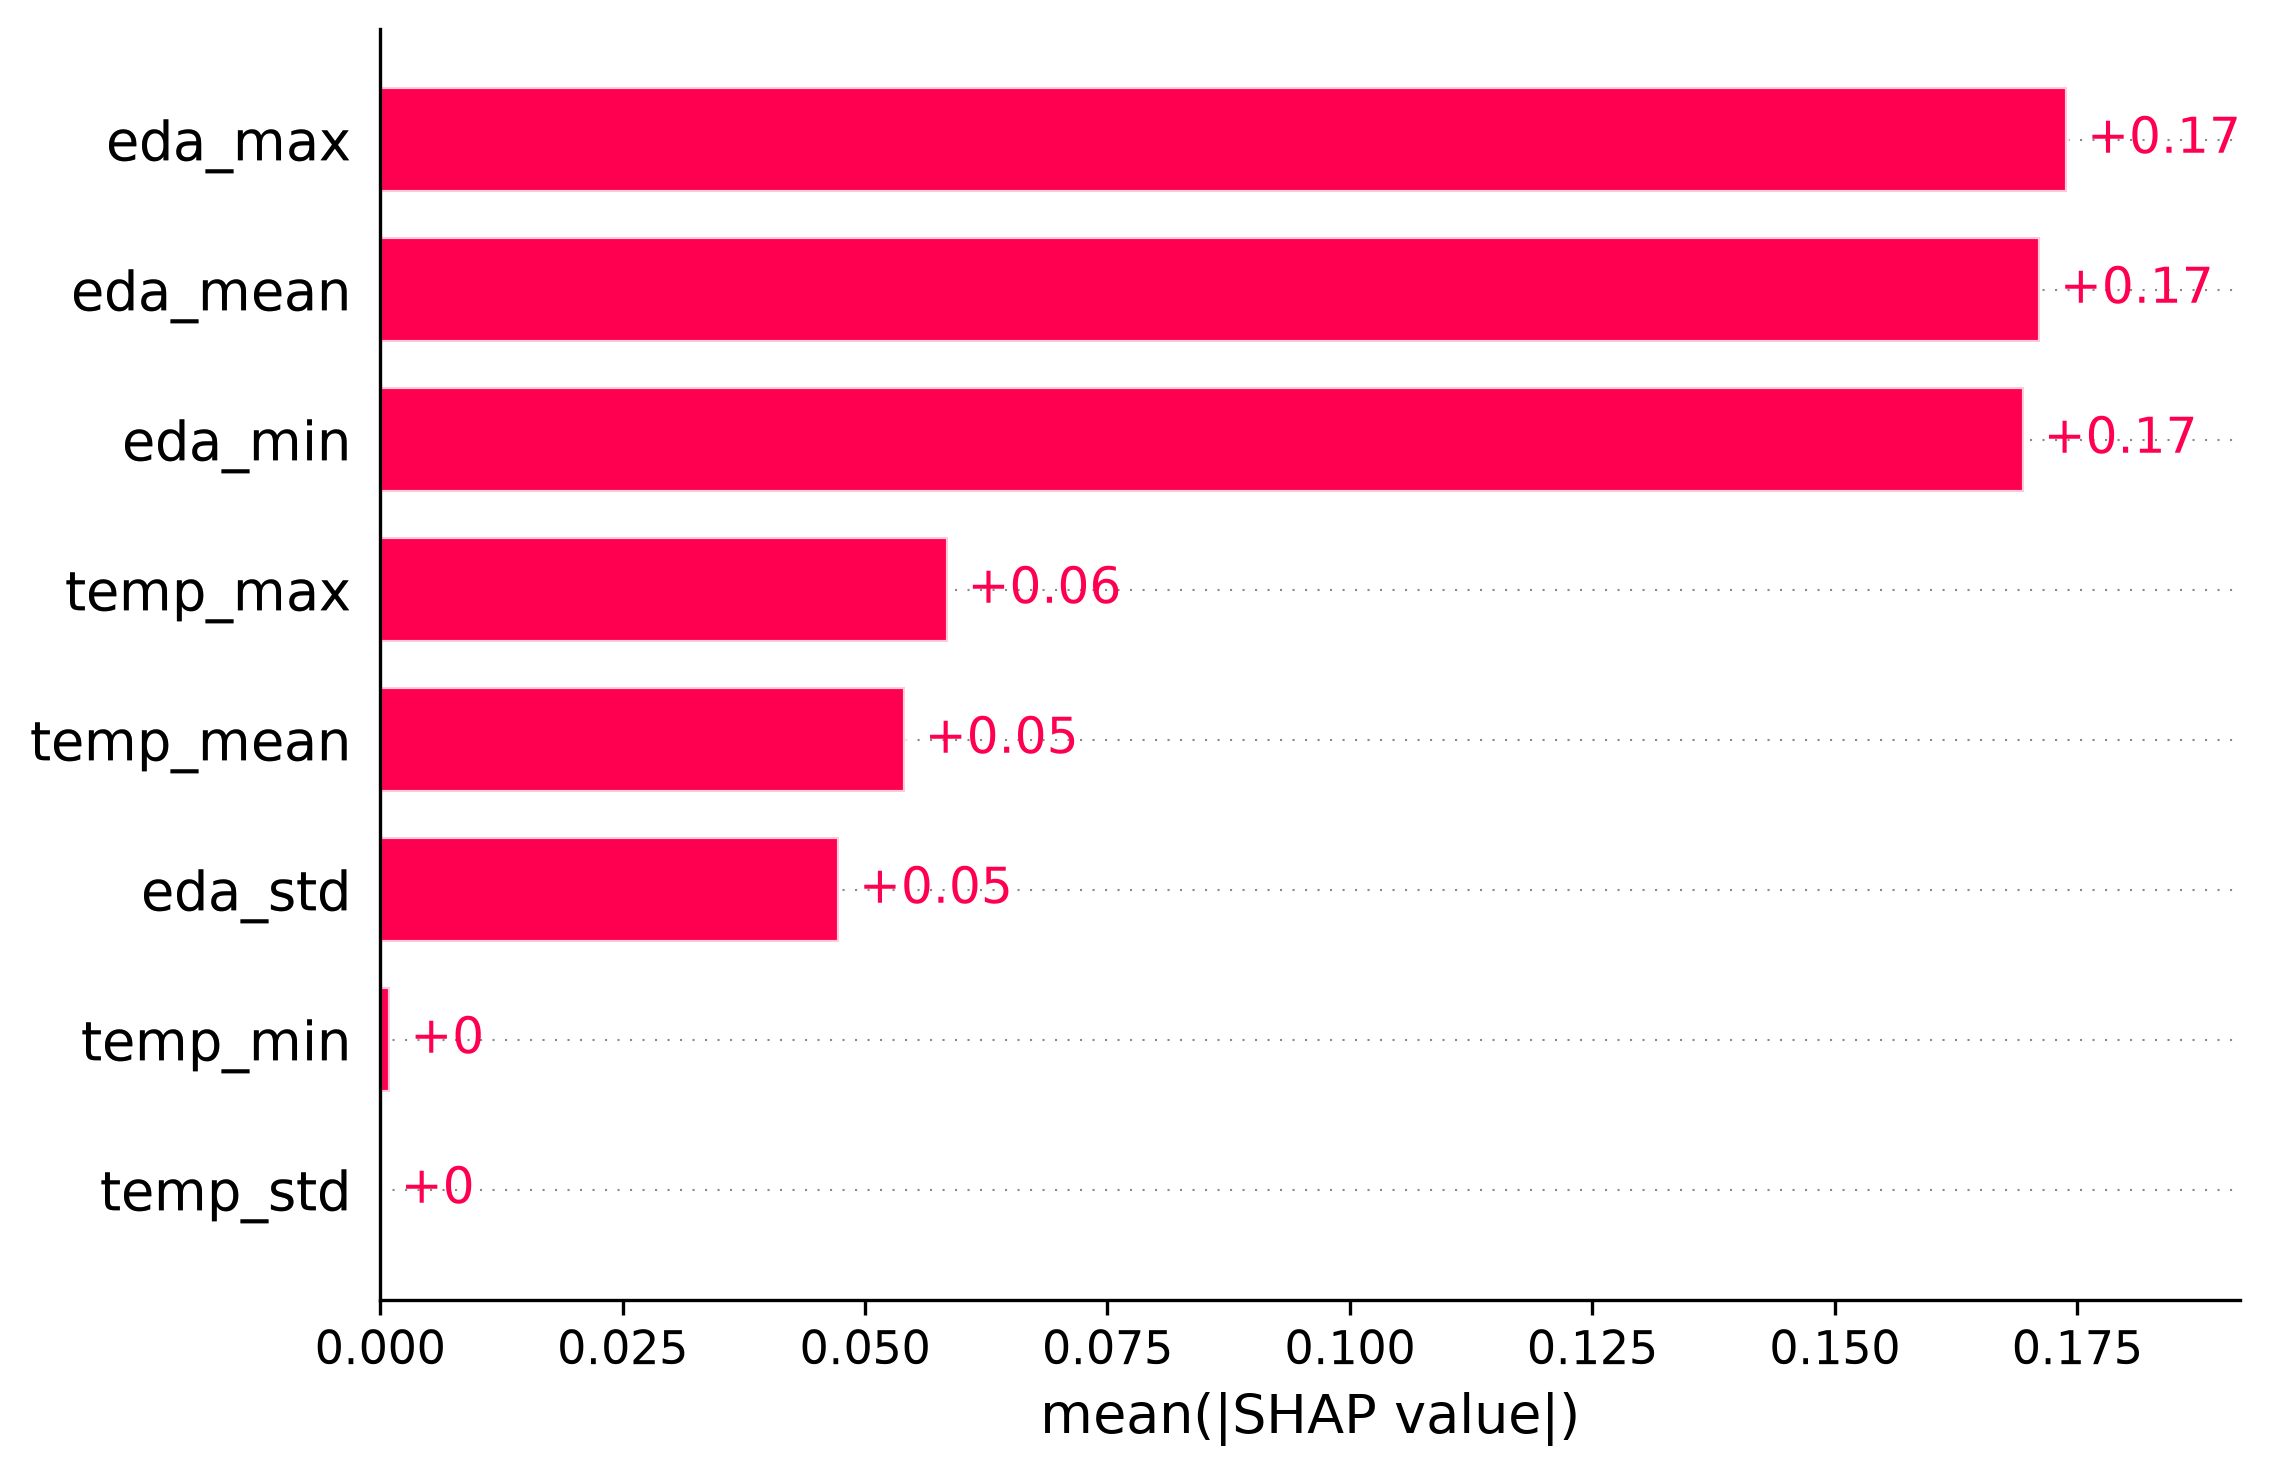 eda_max +0.17
eda_mean +0.17
eda_min +0.17
temp_max +0.06
temp_mean +0.05
eda_std +0.05
temp_min +0
temp_std +0
0.000 0.025 0.050 0.075 0.100 0.125 0.150 0.175
mean(|SHAP value|)